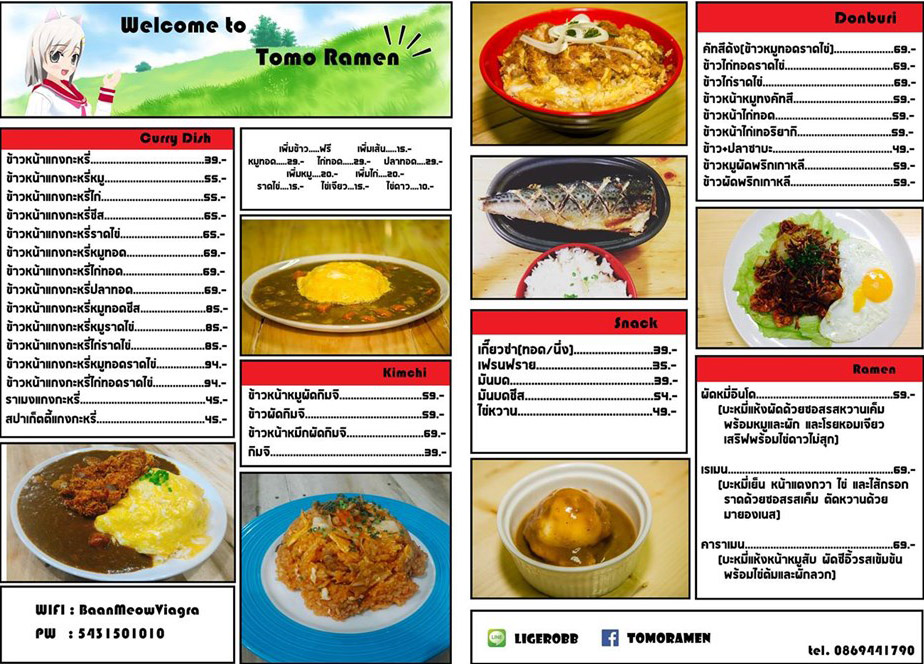 Welcome to
Tomo Ramen
Curry Dish
ข้าวหน้าแกงกะหรี่.....................39.-
ข้าวหน้าแกงกะหรี่หมู..................55.-
ข้าวหน้าแกงกะหรี่ไก่...................55.-
ข้าวหน้าแกงกะหรี่ชีส..................65.-
ข้าวหน้าแกงกะหรี่ราดไข่................65.-
ข้าวหน้าแกงกะหรี่หมูทอด...............69.-
ข้าวหน้าแกงกะหรี่ไก่ทอด................69.-
ข้าวหน้าแกงกะหรี่ปลาทอด..............69.-
ข้าวหน้าแกงกะหรี่หมูทอดชีส............85.-
ข้าวหน้าแกงกะหรี่หมูราดไข่.............85.-
ข้าวหน้าแกงกะหรี่ไก่ราดไข่..............85.-
ข้าวหน้าแกงกะหรี่หมูทอดราดไข่.........94.-
ข้าวหน้าแกงกะหรี่ไก่ทอดราดไข่..........94.-
ราเมงแกงกะหรี่........................45.-
สปาเก็ตตี้แกงกะหรี่.....................45.-
WIFI : BaanMeowViagra
PW : 5431501010
เพิ่มข้าว.....ฟรี เพิ่มเส้น.....15.-
หมูทอด.....29.- ไก่ทอด.....29.- ปลาทอด...29.-
เพิ่มหมู....20.- เพิ่มไก่....20.-
ราดไข่....15.- ไข่เจียว...15.- ไข่ดาว....10.-
Kimchi
ข้าวหน้าหมูผัดกิมจิ..................59.-
ข้าวผัดกิมจิ........................59.-
ข้าวหน้าหมึกผัดกิมจิ.................69.-
กิมจิ..............................39.-
Snack
เกี๊ยวซ่า(ทอด/นึ่ง)..................39.-
เฟรนฟราย..........................35.-
มันบด.............................39.-
มันบดชีส...........................54.-
ไข่หวาน............................49.-
Donburi
คัทสึด้ง(ข้าวหมูทอดราดไข่).............69.-
ข้าวไก่ทอดราดไข่......................69.-
ข้าวไก่ราดไข่.........................69.-
ข้าวหน้าหมูทงคัทสึ...................59.-
ข้าวหน้าไก่ทอด.......................59.-
ข้าวหน้าไก่เทอริยากิ...................59.-
ข้าว+ปลาซาบะ.......................49.-
ข้าวหมูผัดพริกเกาหลี..................59.-
ข้าวผัดพริกเกาหลี.....................59.-
Ramen
ผัดหมี่อินโด.........................59.-
(บะหมี่แห้งผัดด้วยซอสรสหวานเค็ม
พร้อมหมูและผัก และโรยหอมเจียว
เสริฟพร้อมไข่ดาวไม่สุก)
เรเมน..............................69.-
(บะหมี่เย็น หน้าแตงกวา ไข่ และไส้กรอก
ราดด้วยซอสรสเค็ม ตัดหวานด้วย
มายองเนส)
คาราเมน...........................69.-
(บะหมี่แห้งหน้าหมูสับ ผัดซีอิ้วรสเข้มข้น
พร้อมไข่ต้มและผักลวก)
LINE LIGEROBB f TOMORAMEN
tel. 0869441790